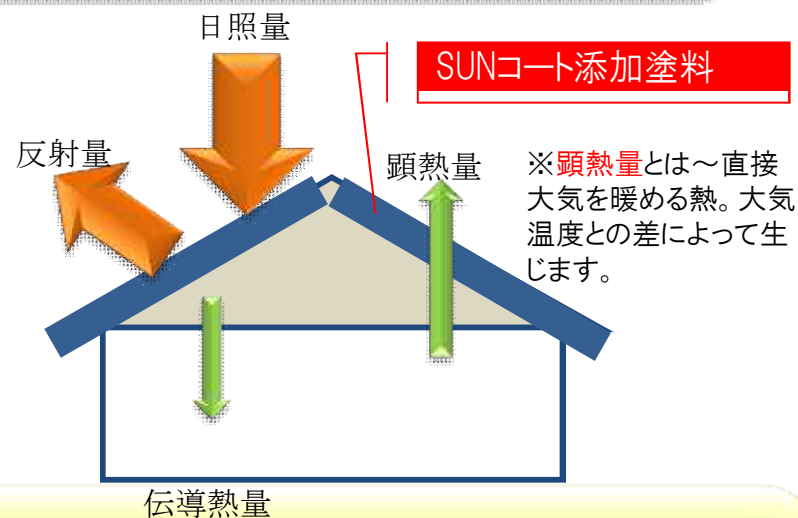 日照量
SUNコート添加塗料
反射量
顕熱量
※顕熱量とは～直接
大気を暖める熱。大気
温度との差によって生
じます。
伝導熱量